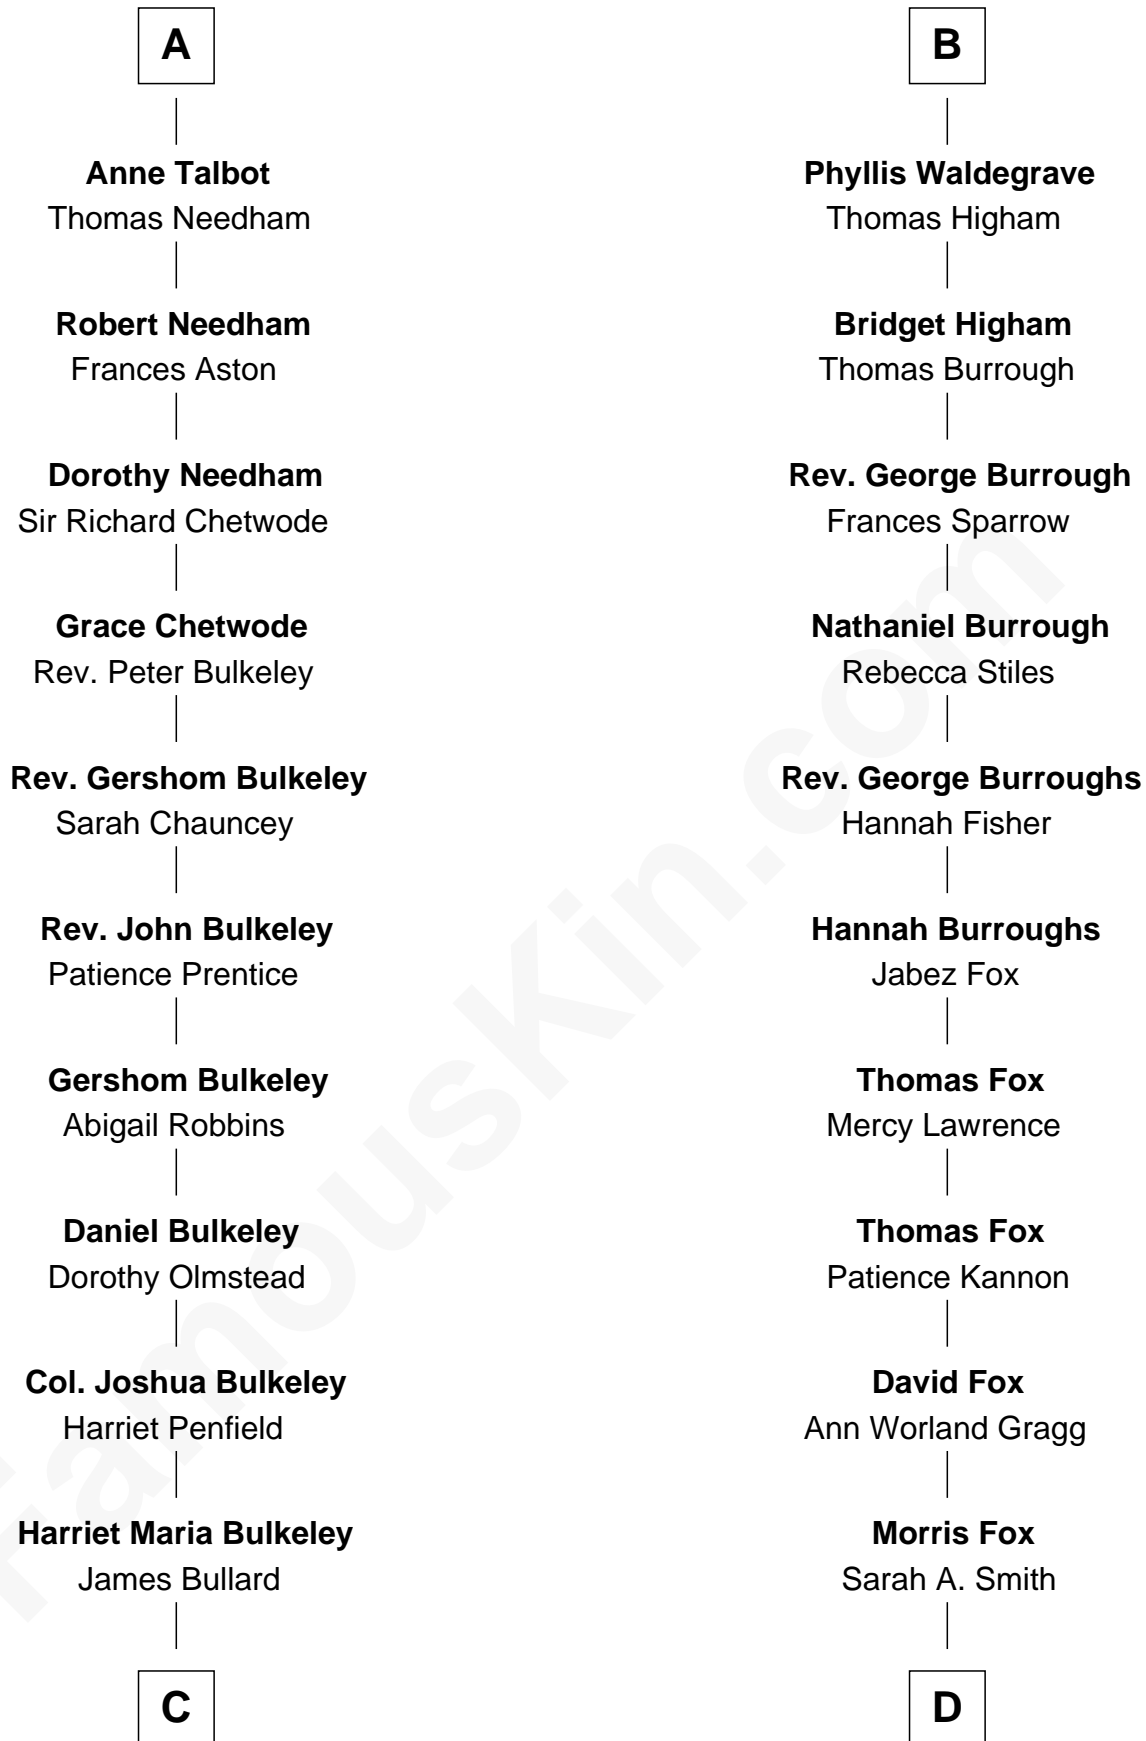 A
Anne Talbot
Thomas Needham
Robert Needham
Frances Aston
Dorothy Needham
Sir Richard Chetwode
Grace Chetwode
Rev. Peter Bulkeley
Rev. Gershom Bulkeley
Sarah Chauncey
Rev. John Bulkeley
Patience Prentice
Gershom Bulkeley
Abigail Robbins
Daniel Bulkeley
Dorothy Olmstead
Col. Joshua Bulkeley
Harriet Penfield
Harriet Maria Bulkeley
James Bullard
C
B
Phyllis Waldegrave
Thomas Higham
Bridget Higham
Thomas Burrough
Rev. George Burrough
Frances Sparrow
Nathaniel Burrough
Rebecca Stiles
Rev. George Burroughs
Hannah Fisher
Hannah Burroughs
Jabez Fox
Thomas Fox
Mercy Lawrence
Thomas Fox
Patience Kannon
David Fox
Ann Worland Gragg
Morris Fox
Sarah A. Smith
D
FamousKin.com